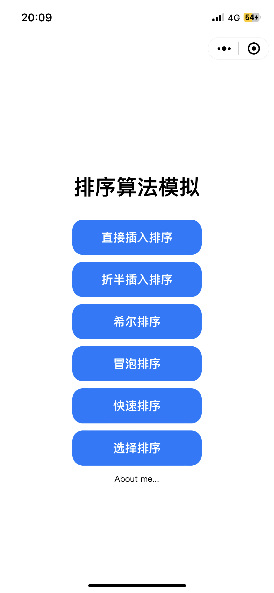 20:09
4G 54
排序算法模拟
直接插入排序
折半插入排序
希尔排序
冒泡排序
快速排序
选择排序
About me...